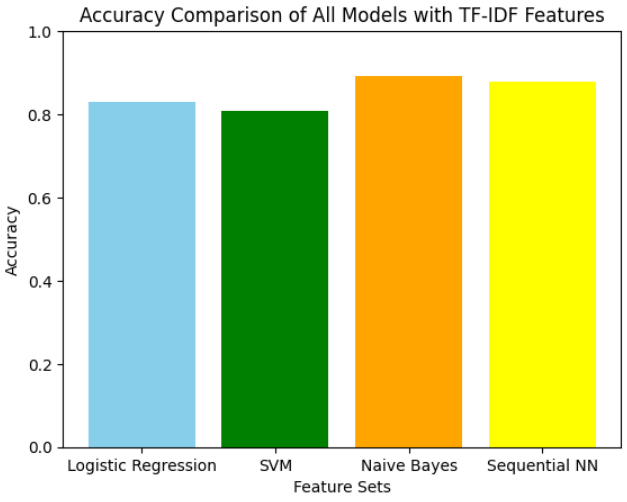 Accuracy Comparison of All Models with TF-IDF Features
1.0
0.8
0.6
0.4
0.2
0.0
Accuracy
Logistic Regression
SVM
Naive Bayes
Sequential NN
Feature Sets